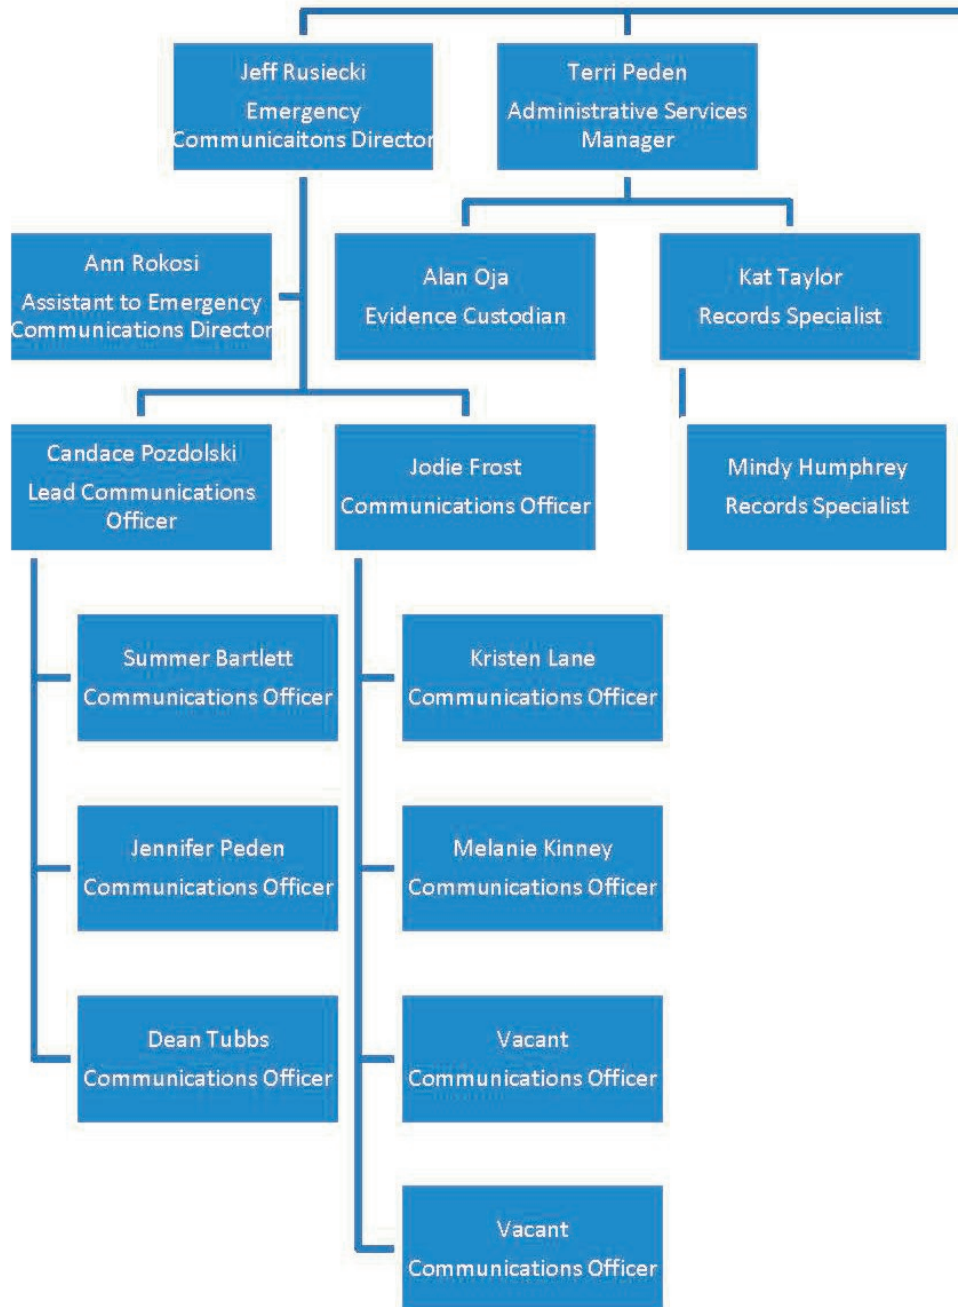 Jeff Rusiecki
Emergency
Communicaitons Director
Terri Peden
Administrative Services
Manager
Ann Rokosi
Assistant to Emergency
Communications Director
Alan Oja
Evidence Custodian
Kat Taylor
Records Specialist
Candace Pozdolski
Lead Communications
Officer
Jodie Frost
Communications Officer
Mindy Humphrey
Records Specialist
Summer Bartlett
Communications Officer
Kristen Lane
Communications Officer
Jennifer Peden
Communications Officer
Melanie Kinney
Communications Officer
Dean Tubbs
Communications Officer
Vacant
Communications Officer
Vacant
Communications Officer